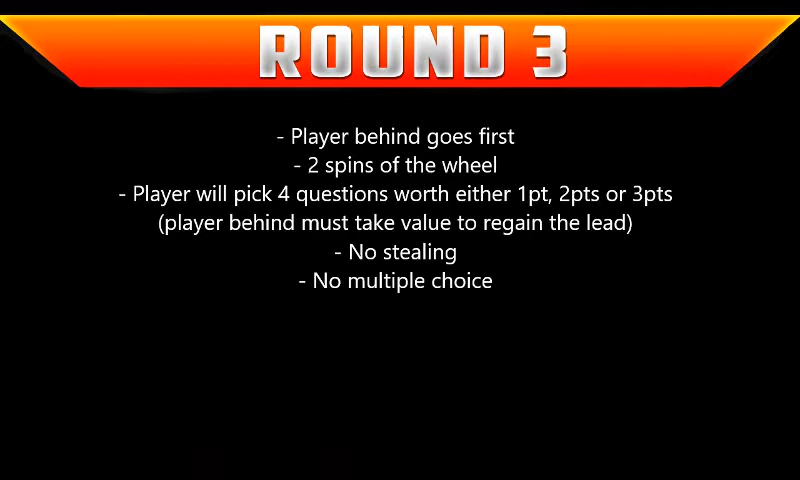 ROUND 3
- Player behind goes first
- 2 spins of the wheel
- Player will pick 4 questions worth either 1pt, 2pts or 3pts
(player behind must take value to regain the lead)
- No stealing
- No multiple choice